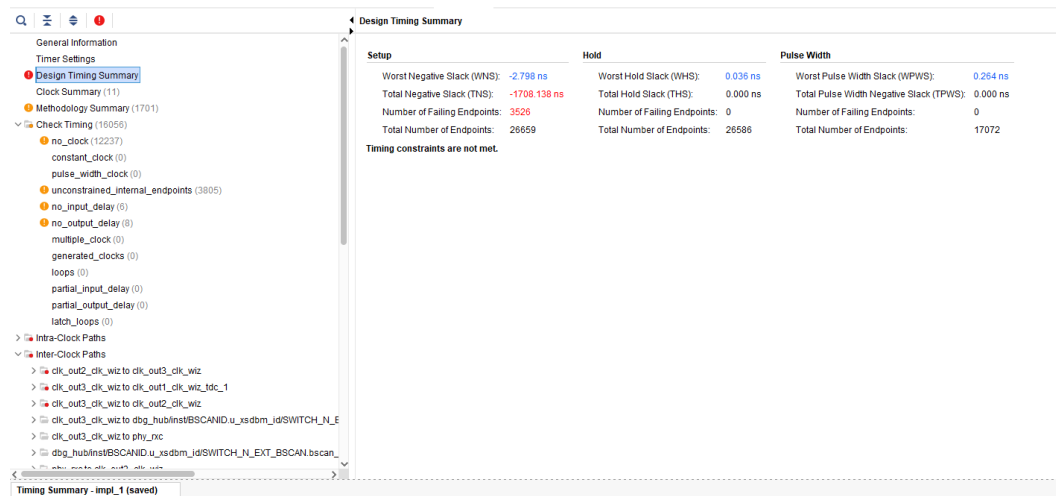 Design Timing Summary
General Information
Timer Settings
Design Timing Summary
Clock Summary (11)
Methodology Summary (1701)
Check Timing (16056)
no_clock (12237)
constant_clock (0)
pulse_width_clock (0)
unconstrained_internal_endpoints (3805)
no_input_delay (6)
no_output_delay (8)
multiple_clock (0)
generated_clocks (0)
loops (0)
partial_input_delay (0)
partial_output_delay (0)
latch_loops (0)
Intra-Clock Paths
Inter-Clock Paths
clk_out2_clk_wiz to clk_out3_clk_wiz
clk_out3_clk_wiz to clk_out1_clk_wiz_tdc_1
clk_out3_clk_wiz to clk_out2_clk_wiz
clk_out3_clk_wiz to dbg_hub/inst/BSCANID.u_xsdbm_id/SWITCH_N_E
clk_out3_clk_wiz to phy_rxc
dbg_hub/inst/BSCANID.u_xsdbm_id/SWITCH_N_EXT_BSCAN.bscan_
Setup Hold Pulse Width
Worst Negative Slack (WNS): -2.798 ns Worst Hold Slack (WHS): 0.036 ns Worst Pulse Width Slack (WPWS): 0.264 ns
Total Negative Slack (TNS): -1708.138 ns Total Hold Slack (THS): 0.000 ns Total Pulse Width Negative Slack (TPWS): 0.000 ns
Number of Failing Endpoints: 3526 Number of Failing Endpoints: 0 Number of Failing Endpoints: 0
Total Number of Endpoints: 26659 Total Number of Endpoints: 26586 Total Number of Endpoints: 17072
Timing constraints are not met.
Timing Summary - impl_1 (saved)